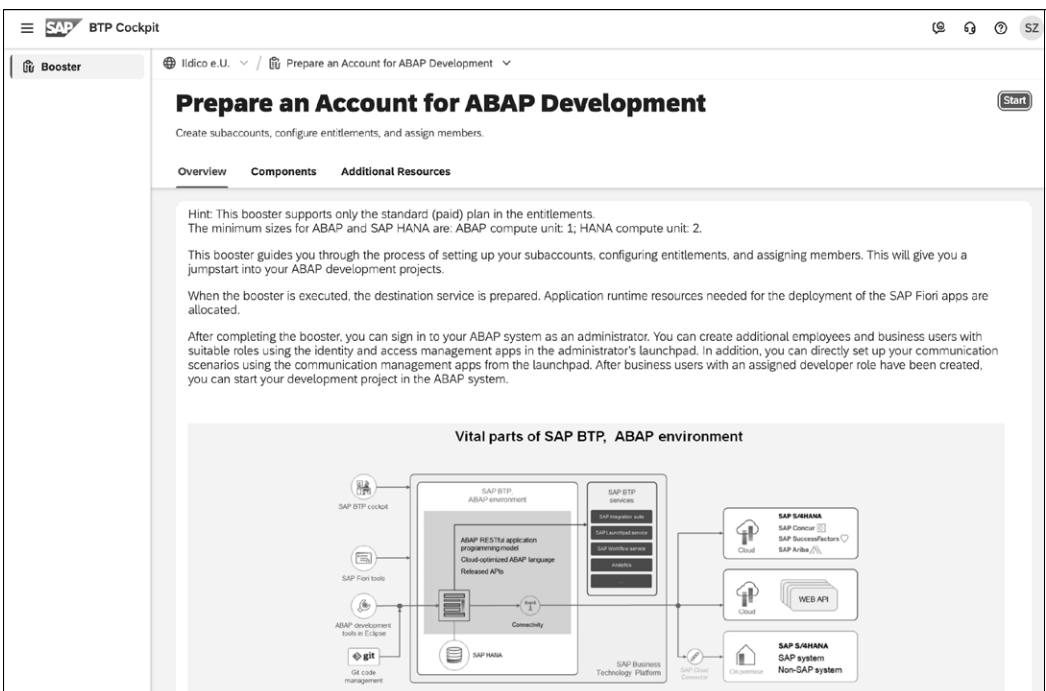 SAP BTP Cockpit
SZ
Booster
Ildico e.U. / Prepare an Account for ABAP Development
Prepare an Account for ABAP Development
Start
Create subaccounts, configure entitlements, and assign members.
Overview Components Additional Resources
Hint: This booster supports only the standard (paid) plan in the entitlements.
The minimum sizes for ABAP and SAP HANA are: ABAP compute unit: 1; HANA compute unit: 2.
This booster guides you through the process of setting up your subaccounts, configuring entitlements, and assigning members. This will give you a
jumpstart into your ABAP development projects.
When the booster is executed, the destination service is prepared. Application runtime resources needed for the deployment of the SAP Fiori apps are
allocated.
After completing the booster, you can sign in to your ABAP system as an administrator. You can create additional employees and business users with
suitable roles using the identity and access management apps in the administrator's launchpad. In addition, you can directly set up your communication
scenarios using the communication management apps from the launchpad. After business users with an assigned developer role have been created,
you can start your development project in the ABAP system.
Vital parts of SAP BTP, ABAP environment
SAP BTP cockpit
SAP Fiori tools
ABAP development
tools in Eclipse
git
Git code
management
SAP BTP,
ABAP environment
ABAP RESTful application
programming model
Cloud-optimized ABAP language
Released APIs
Connectivity
SAP HANA
SAP BTP
services
SAP Integration suite
SAP Launchpad service
SAP Workflow service
Analytics
...
SAP Business
Technology Platform
SAP Cloud
Connector
Cloud
SAP S/4HANA
SAP Concur
SAP SuccessFactors
SAP Ariba
Cloud
WEB API
On premise
SAP S/4HANA
SAP system
Non-SAP system